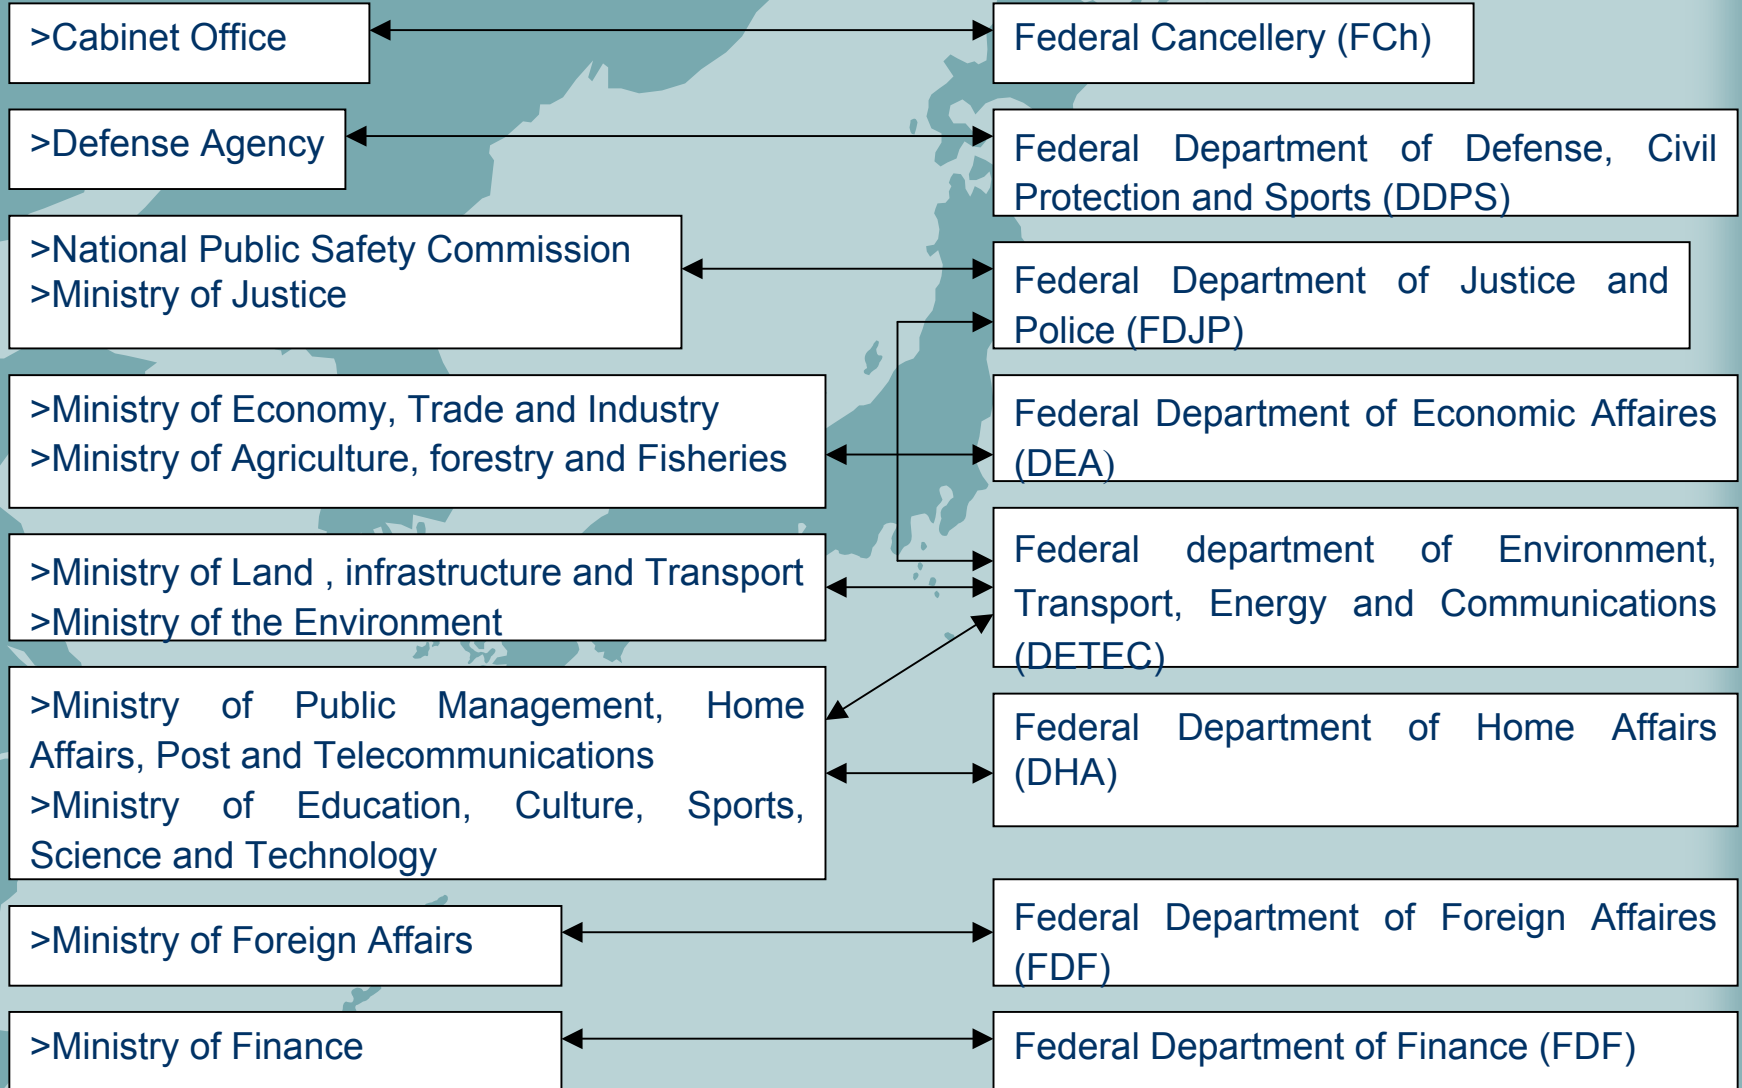 >Cabinet Office
Federal Cancellery (FCh)
>Defense Agency
Federal Department of Defense, Civil
Protection and Sports (DDPS)
>National Public Safety Commission
>Ministry of Justice
Federal Department of Justice and
Police (FDJP)
>Ministry of Economy, Trade and Industry
>Ministry of Agriculture, forestry and Fisheries
Federal Department of Economic Affaires
(DEA)
>Ministry of Land , infrastructure and Transport
>Ministry of the Environment
Federal department of Environment,
Transport, Energy and Communications
(DETEC)
>Ministry of Public Management, Home
Affairs, Post and Telecommunications
>Ministry of Education, Culture, Sports,
Science and Technology
Federal Department of Home Affairs
(DHA)
>Ministry of Foreign Affairs
Federal Department of Foreign Affaires
(FDF)
>Ministry of Finance
Federal Department of Finance (FDF)